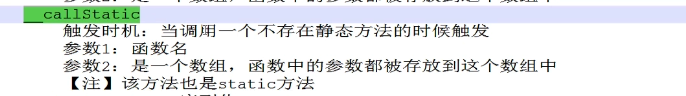 __callStatic
触发时机：当调用一个不存在静态方法的时候触发
参数1：函数名
参数2：是一个数组，函数中的参数都被存放到这个数组中
【注】该方法也是static方法